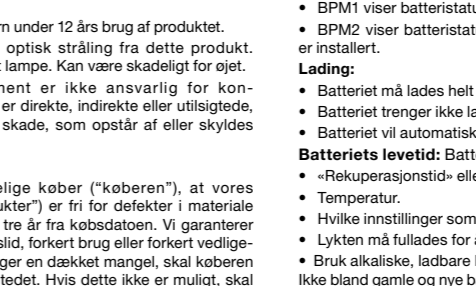 n under 12 års brug af produktet.
optisk stråling fra dette produkt.
lampe. Kan være skadeligt for øjet.
ent er ikke ansvarlig for kon-
er direkte, indirekte eller utilsigtede,
skade, som opstår af eller skyldes
elige køber (“køberen”), at vores
ukter”) er fri for defekter i materiale
tre år fra købsdatoen. Vi garanterer
slid, forkert brug eller forkert vedlige-
ger en dækket mangel, skal køberen
tedet. Hvis dette ikke er muligt, skal
• BPM1 viser batteristatu
• BPM2 viser batteristat
er installert.
Lading:
• Batteriet må lades helt
• Batteriet trenger ikke la
• Batteriet vil automatisk
Batteriets levetid: Batt
• «Rekuperasjonstid» elle
• Temperatur.
• Hvilke innstillinger som
• Lykten må fullades for
• Bruk alkaliske, ladbare
Ikke bland gamle og nye b